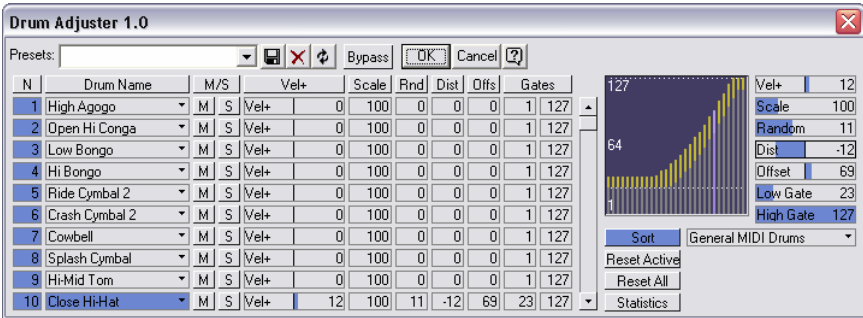 Drum Adjuster 1.0
Presets: Bypass OK Cancel
N Drum Name M/S Vel+ Scale Rnd Dist Offs Gates
1 High Agogo M S Vel+ 0 100 0 0 0 1 127
2 Open Hi Conga M S Vel+ 0 100 0 0 0 1 127
3 Low Bongo M S Vel+ 0 100 0 0 0 1 127
4 Hi Bongo M S Vel+ 0 100 0 0 0 1 127
5 Ride Cymbal 2 M S Vel+ 0 100 0 0 0 1 127
6 Crash Cymbal 2 M S Vel+ 0 100 0 0 0 1 127
7 Cowbell M S Vel+ 0 100 0 0 0 1 127
8 Splash Cymbal M S Vel+ 0 100 0 0 0 1 127
9 Hi-Mid Tom M S Vel+ 0 100 0 0 0 1 127
10 Close Hi-Hat M S Vel+ 12 100 11 -12 69 23 127
127
64
1
Vel+ 12
Scale 100
Random 11
Dist -12
Offset 69
Low Gate 23
High Gate 127
Sort General MIDI Drums
Reset Active
Reset All
Statistics